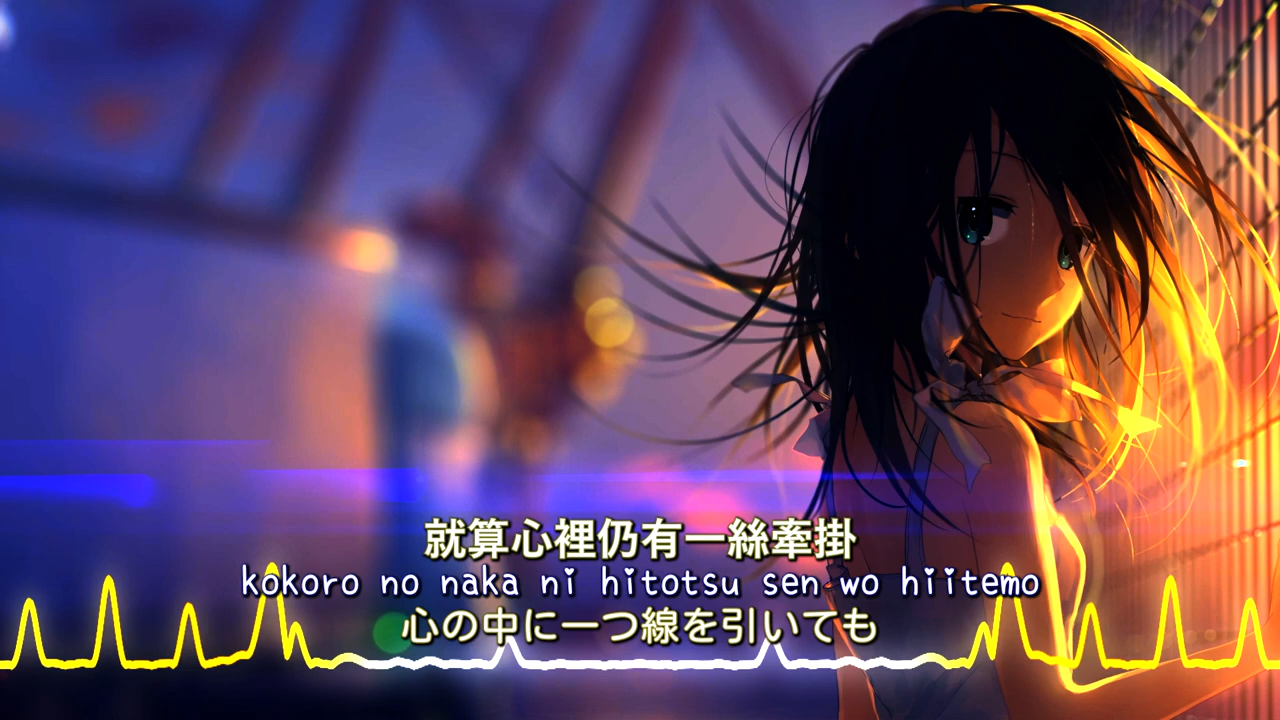 就算心裡仍有一絲牽掛
kokoro no naka ni hitotsu sen wo hiitemo
心の中に一つ線を引いても